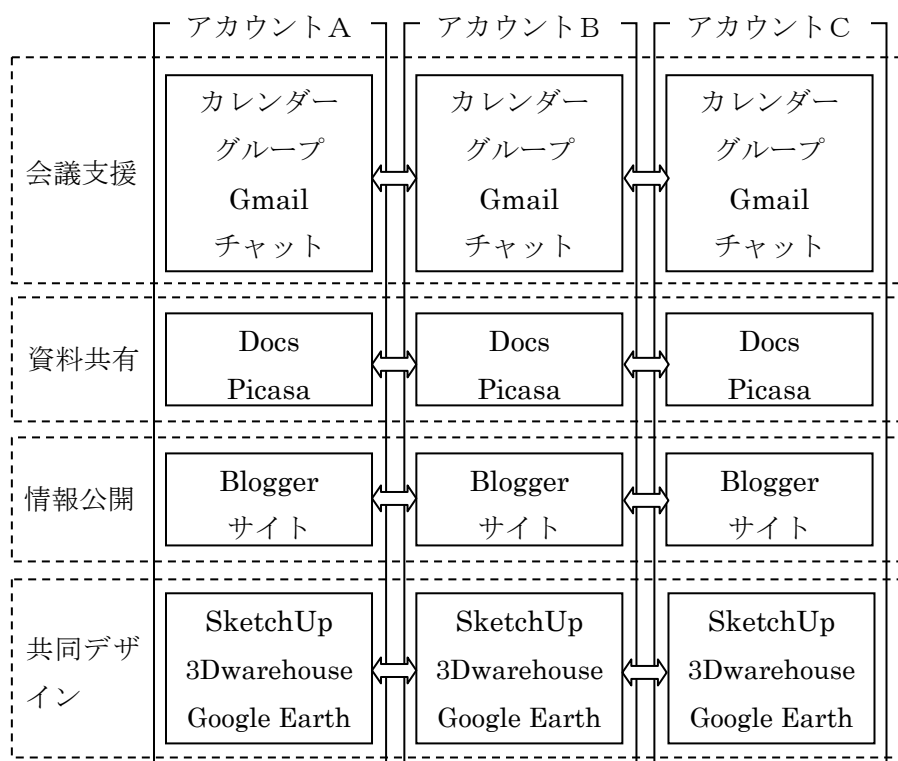 アカウントA アカウントB アカウントC
会議支援
カレンダー カレンダー カレンダー
グループ グループ グループ
Gmail Gmail Gmail
チャット チャット チャット
資料共有
Docs Docs Docs
Picasa Picasa Picasa
情報公開
Blogger Blogger Blogger
サイト サイト サイト
共同デザ
イン
SketchUp SketchUp SketchUp
3Dwarehouse 3Dwarehouse 3Dwarehouse
Google Earth Google Earth Google Earth